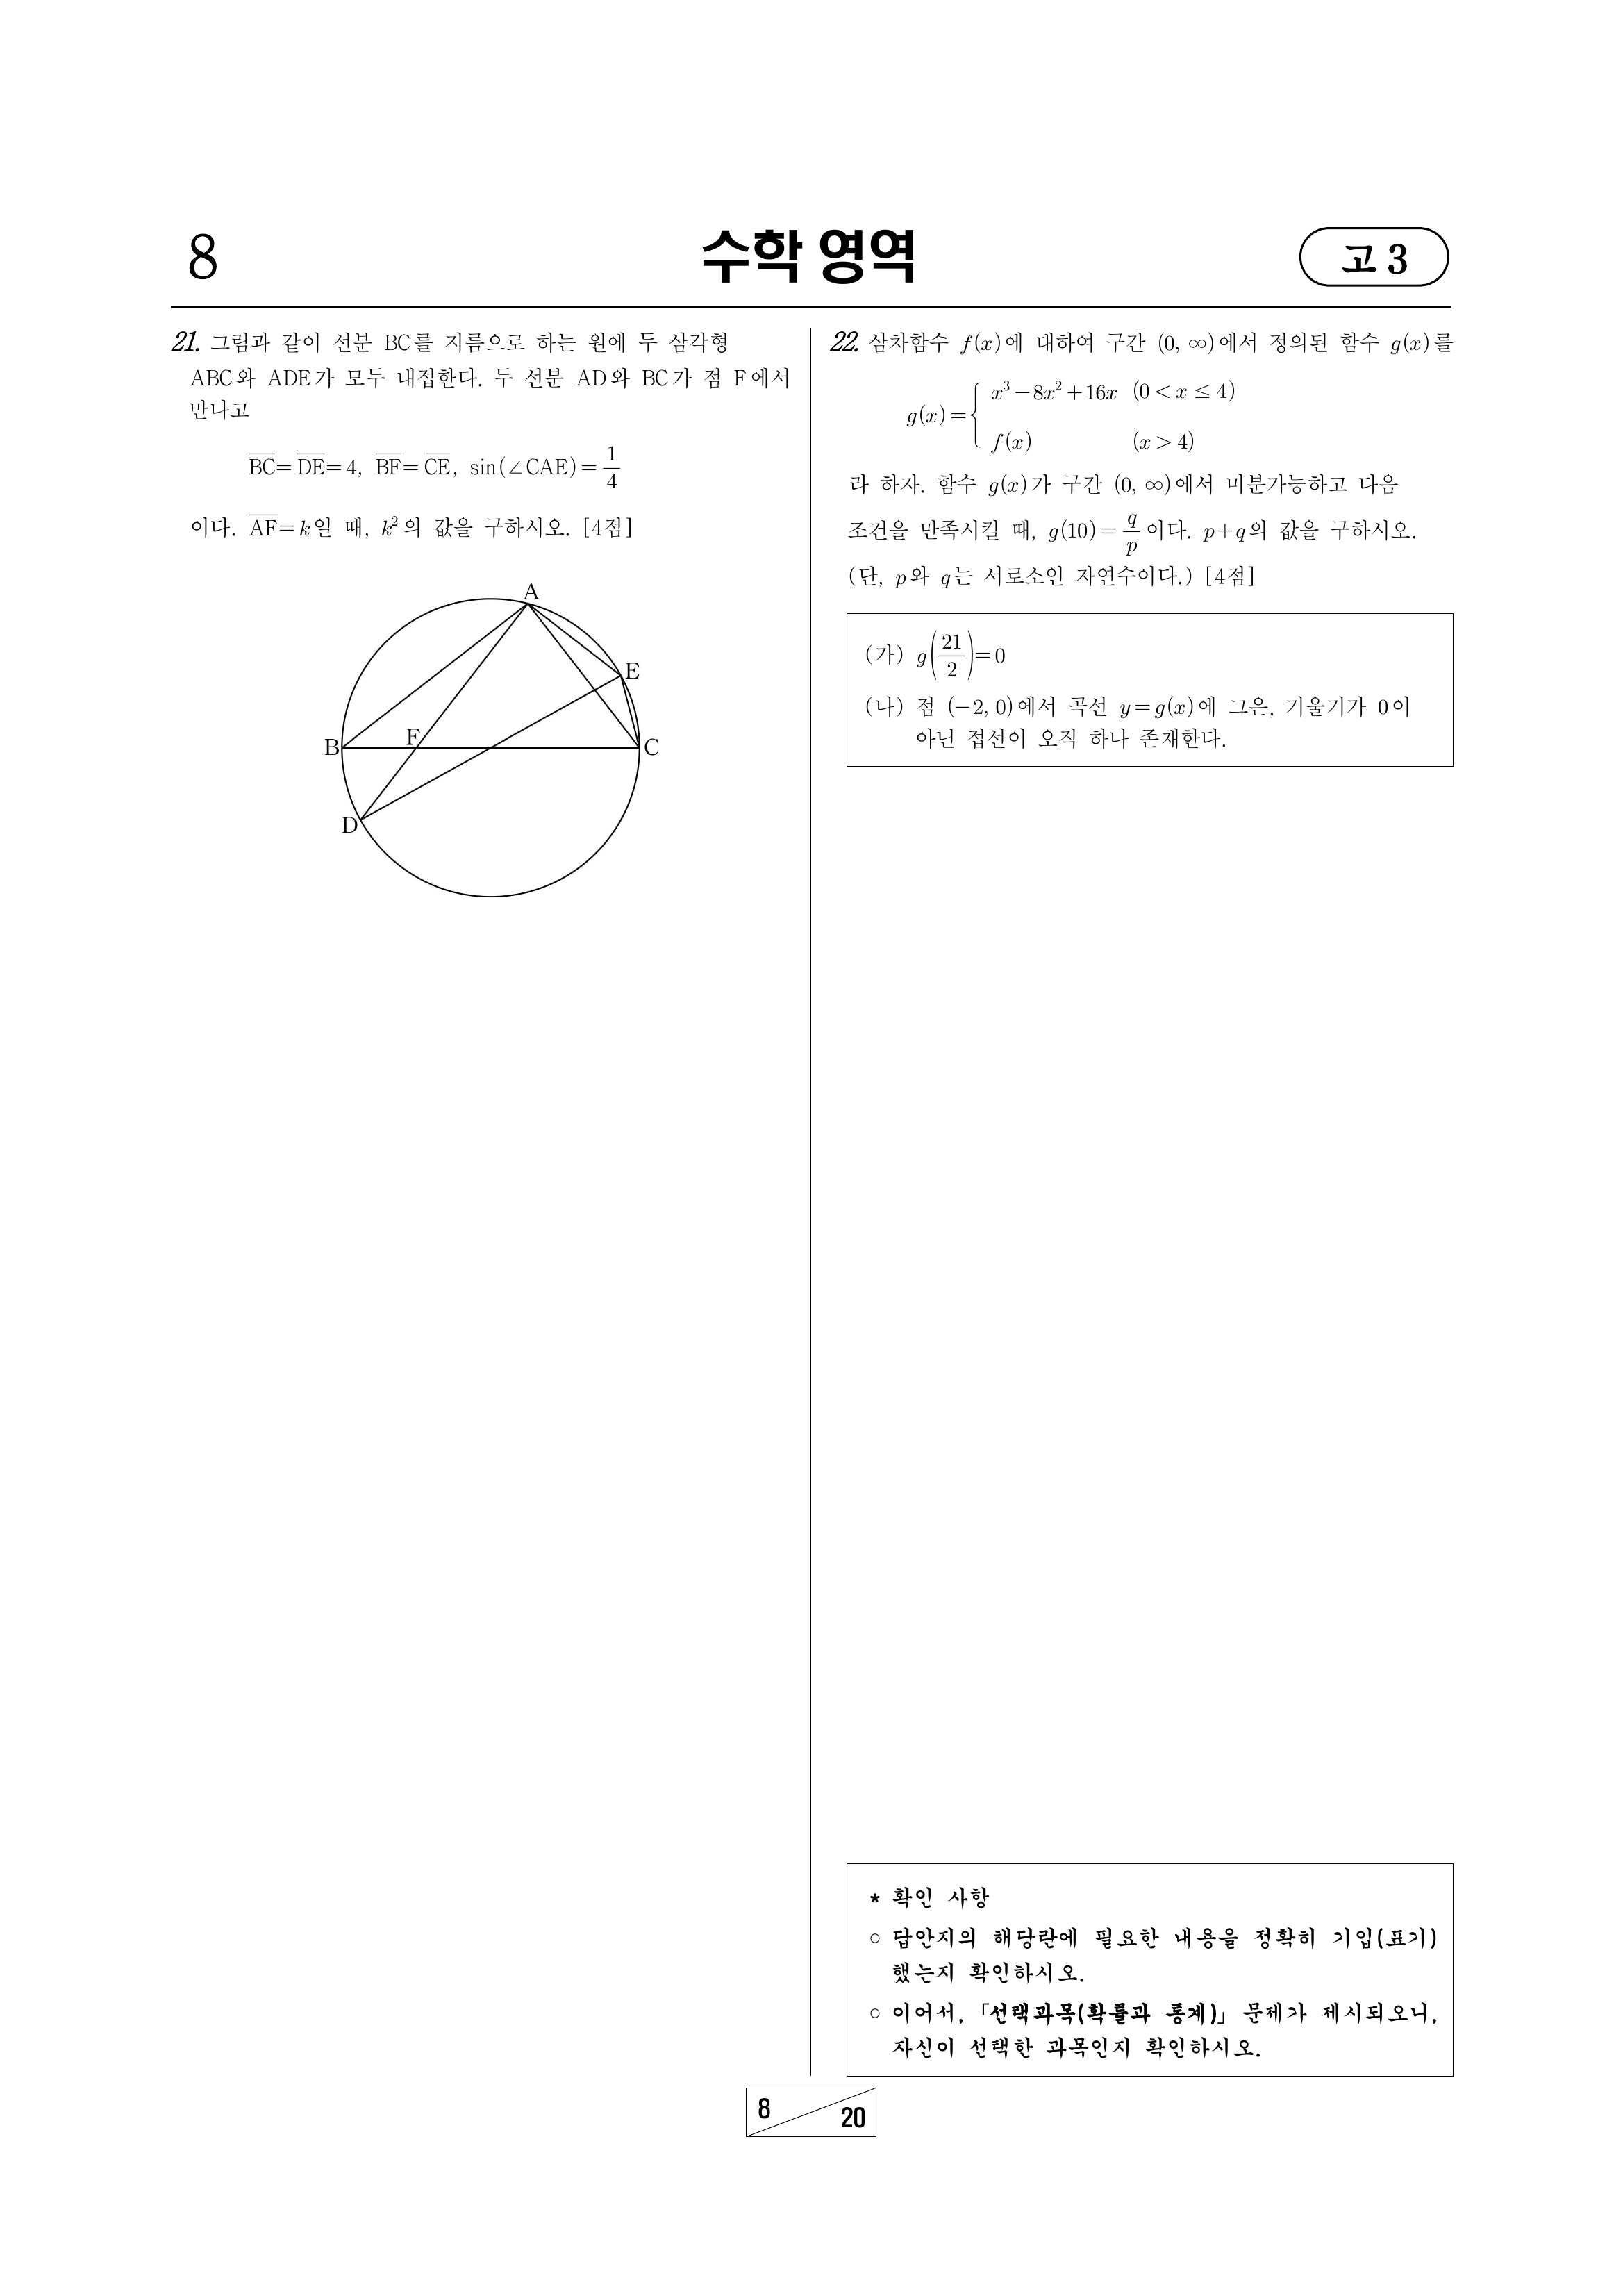 8
수학 영역
고 3
21. 그림과 같이 선분 BC를 지름으로 하는 원에 두 삼각형
ABC와 ADE가 모두 내접한다. 두 선분 AD와 BC가 점 F에서
만나고
$\overline{BC}=\overline{DE}=4$, $\overline{BF}=\overline{CE}$, $\sin(\angle CAE)=\frac{1}{4}$
이다. $\overline{AF}=k$일 때, $k^2$의 값을 구하시오. [4점]
A
E
B
F
C
D
22. 삼차함수 $f(x)$에 대하여 구간 $(0, \infty)$에서 정의된 함수 $g(x)$를
$g(x)=\begin{cases} x^3-8x^2+16x & (0<x\le 4) \\ f(x) & (x>4) \end{cases}$
라 하자. 함수 $g(x)$가 구간 $(0, \infty)$에서 미분가능하고 다음
조건을 만족시킬 때, $g(10)=\frac{q}{p}$이다. $p+q$의 값을 구하시오.
(단, $p$와 $q$는 서로소인 자연수이다.) [4점]
(가) $g\left(\frac{21}{2}\right)=0$
(나) 점 $(-2, 0)$에서 곡선 $y=g(x)$에 그은, 기울기가 0이
아닌 접선이 오직 하나 존재한다.
* 확인 사항
○ 답안지의 해당란에 필요한 내용을 정확히 기입(표기)
했는지 확인하시오.
○ 이어서, 「선택과목(확률과 통계)」 문제가 제시되오니,
자신이 선택한 과목인지 확인하시오.
8
20